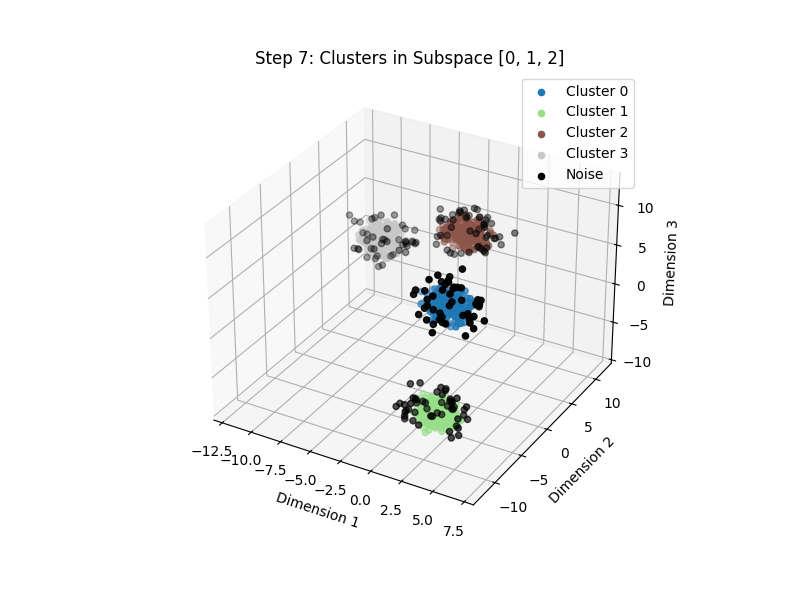 Step 7: Clusters in Subspace [0, 1, 2]
Cluster 0
Cluster 1
Cluster 2
Cluster 3
Noise
10
5
0
−5
−10
Dimension 3
10
5
0
−5
−10
Dimension 2
−12.5
−10.0
−7.5
−5.0
−2.5
0.0
2.5
5.0
7.5
Dimension 1